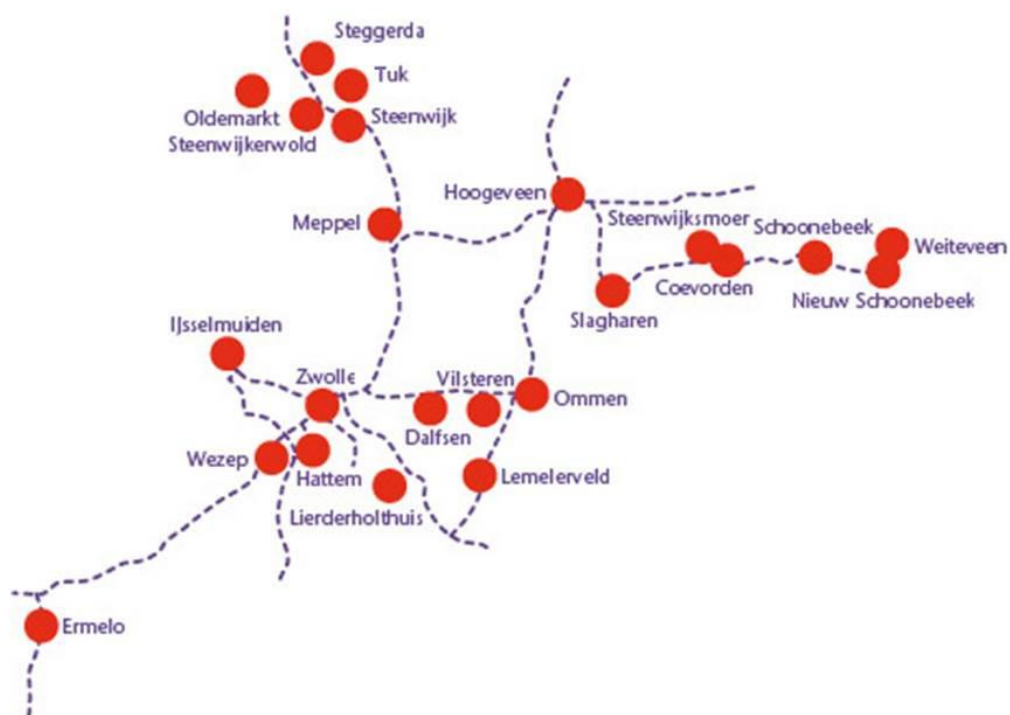 Steggerda
Tuk
Oldemarkt
Steenwijk
Steenwijkerwold
Hoogeveen
Meppel
Steenwijksmoer
Schoonebeek
Weiteveen
Coevorden
Nieuw Schoonebeek
Slagharen
IJsselmuiden
Zwolle
Vilsteren
Ommen
Dalfsen
Wezep
Hattem
Lemelerveld
Lierderholthuis
Ermelo